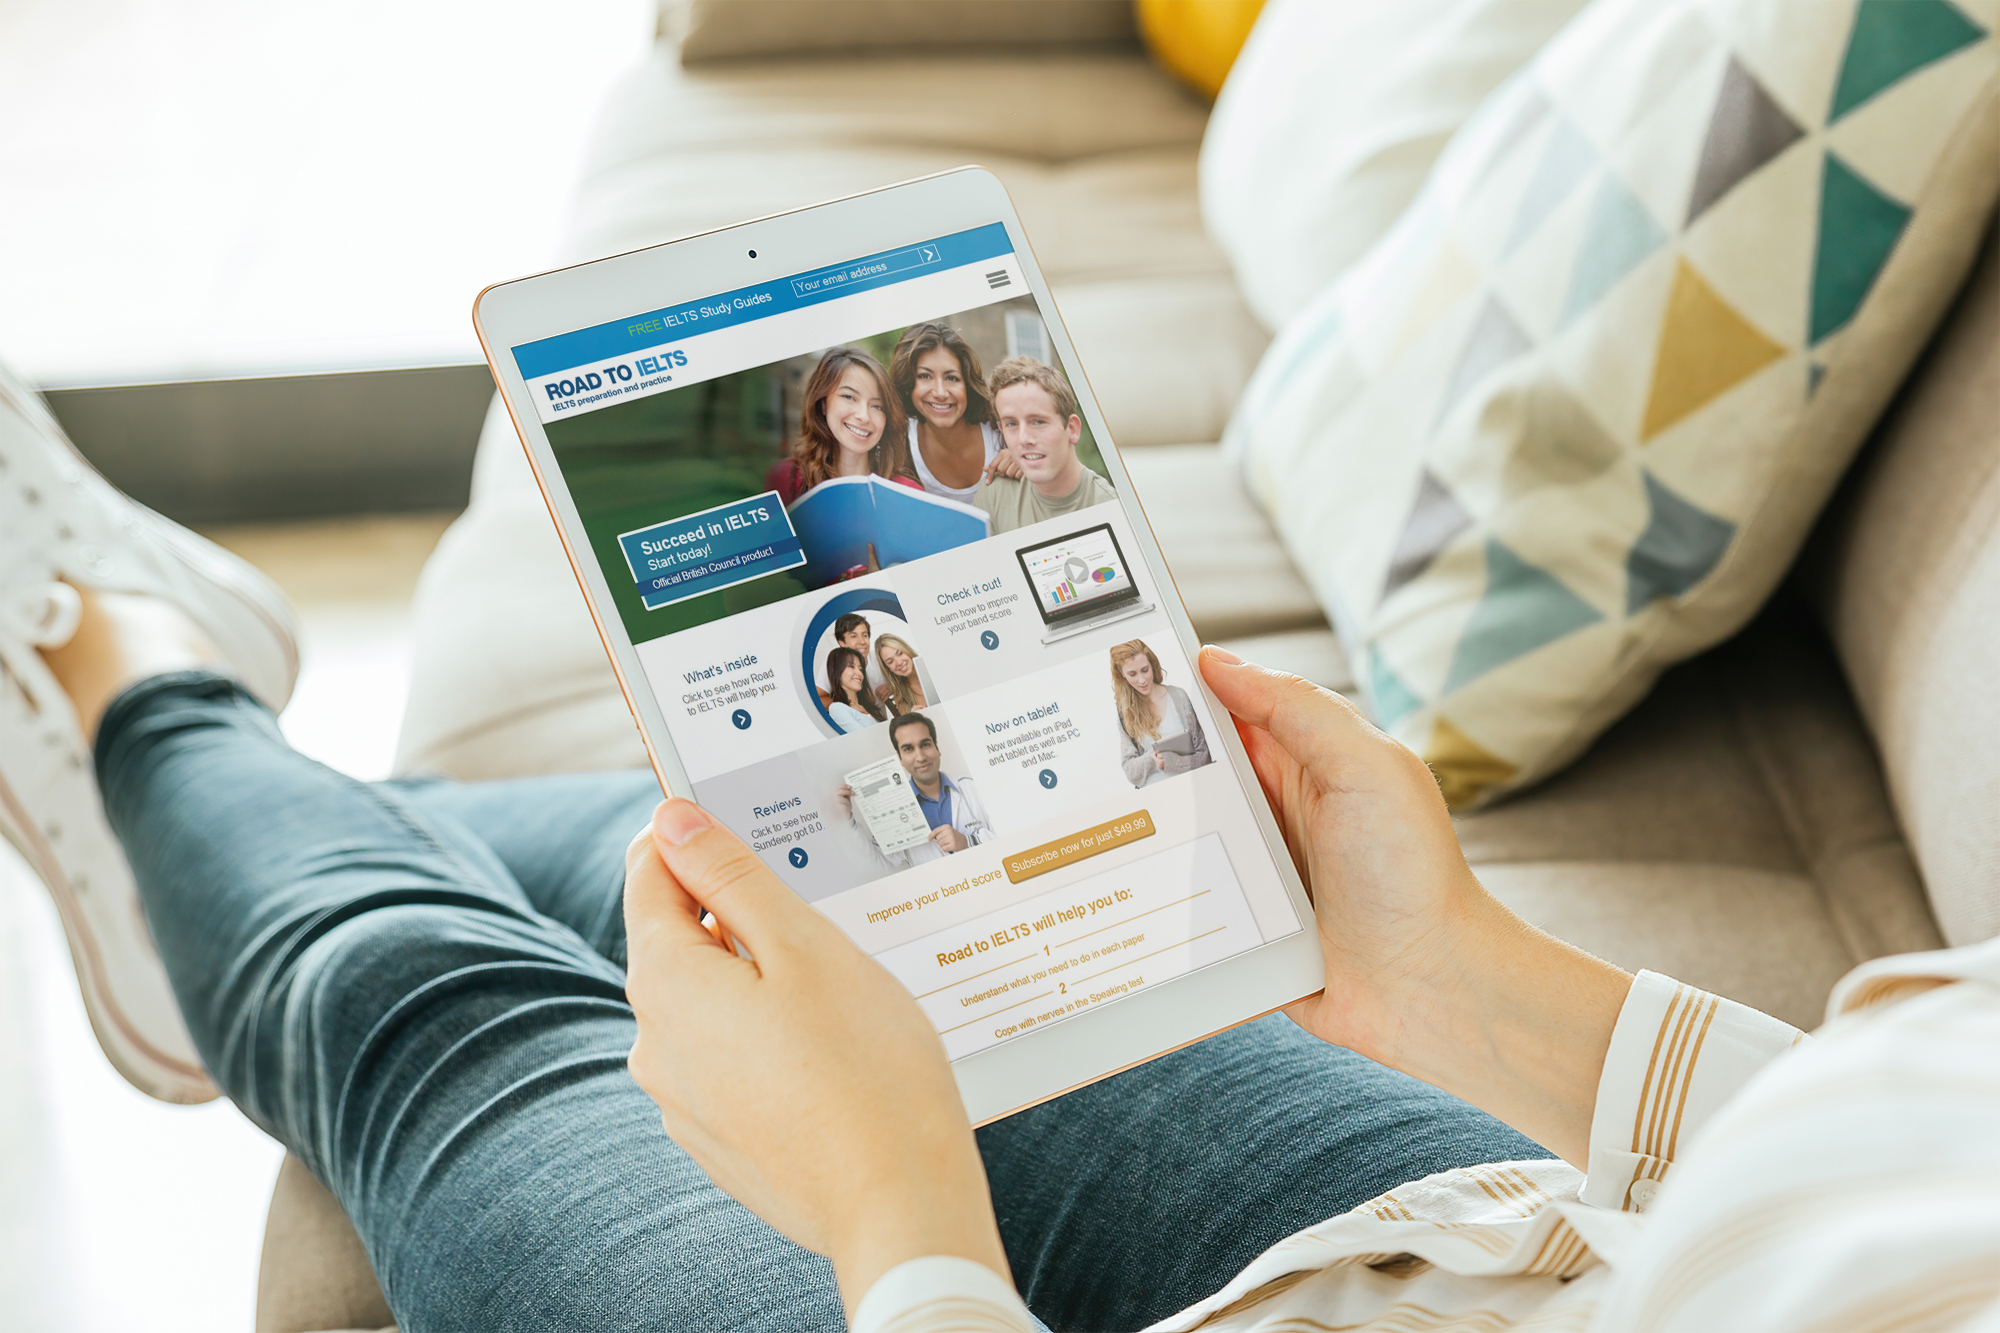 FREE IELTS Study Guides
Your email address
ROAD TO IELTS
IELTS preparation and practice
Succeed in IELTS
Start today!
Official British Council product
What's inside
Click to see how Road
to IELTS will help you.
Check it out!
Learn how to improve
your band score.
Reviews
Click to see how
Sundeep got 8.0.
Now on tablet!
Now available on iPad
and tablet as well as PC
and Mac.
Improve your band score
Subscribe now for just $49.99
Road to IELTS will help you to:
1
Understand what you need to do in each paper
2
Cope with nerves in the Speaking test